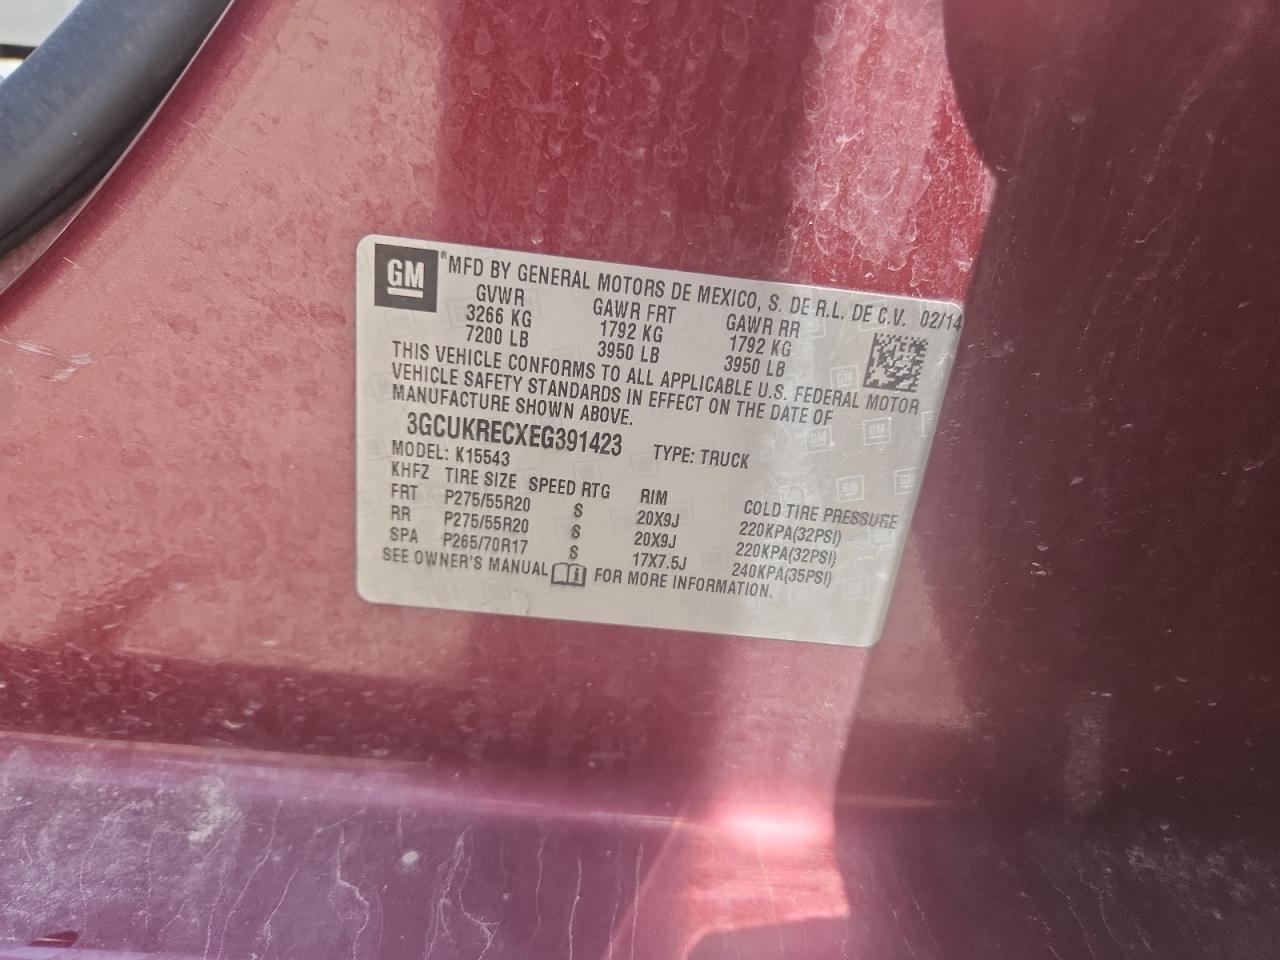 GM
® MFD BY GENERAL MOTORS DE MEXICO, S. DE R.L. DE C.V. 02/14
GVWR GAWR FRT GAWR RR
3266 KG 1792 KG 1792 KG
7200 LB 3950 LB 3950 LB
THIS VEHICLE CONFORMS TO ALL APPLICABLE U.S. FEDERAL MOTOR
VEHICLE SAFETY STANDARDS IN EFFECT ON THE DATE OF
MANUFACTURE SHOWN ABOVE.
3GCUKRECXEG391423 TYPE: TRUCK
MODEL: K15543
KHFZ TIRE SIZE SPEED RTG RIM COLD TIRE PRESSURE
FRT P275/55R20 S 20X9J 220KPA(32PSI)
RR P275/55R20 S 20X9J 220KPA(32PSI)
SPA P265/70R17 S 17X7.5J 240KPA(35PSI)
SEE OWNER'S MANUAL FOR MORE INFORMATION.